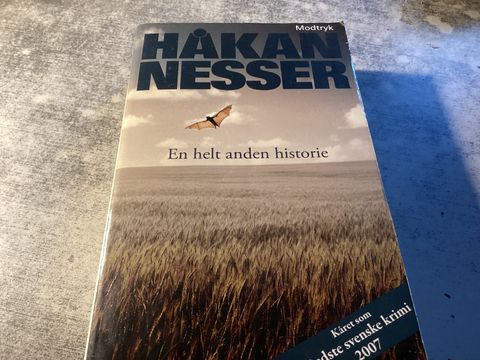 Modtryk
HÅKAN
NESSER
En helt anden historie
Kåret som
svenske krimi
2007